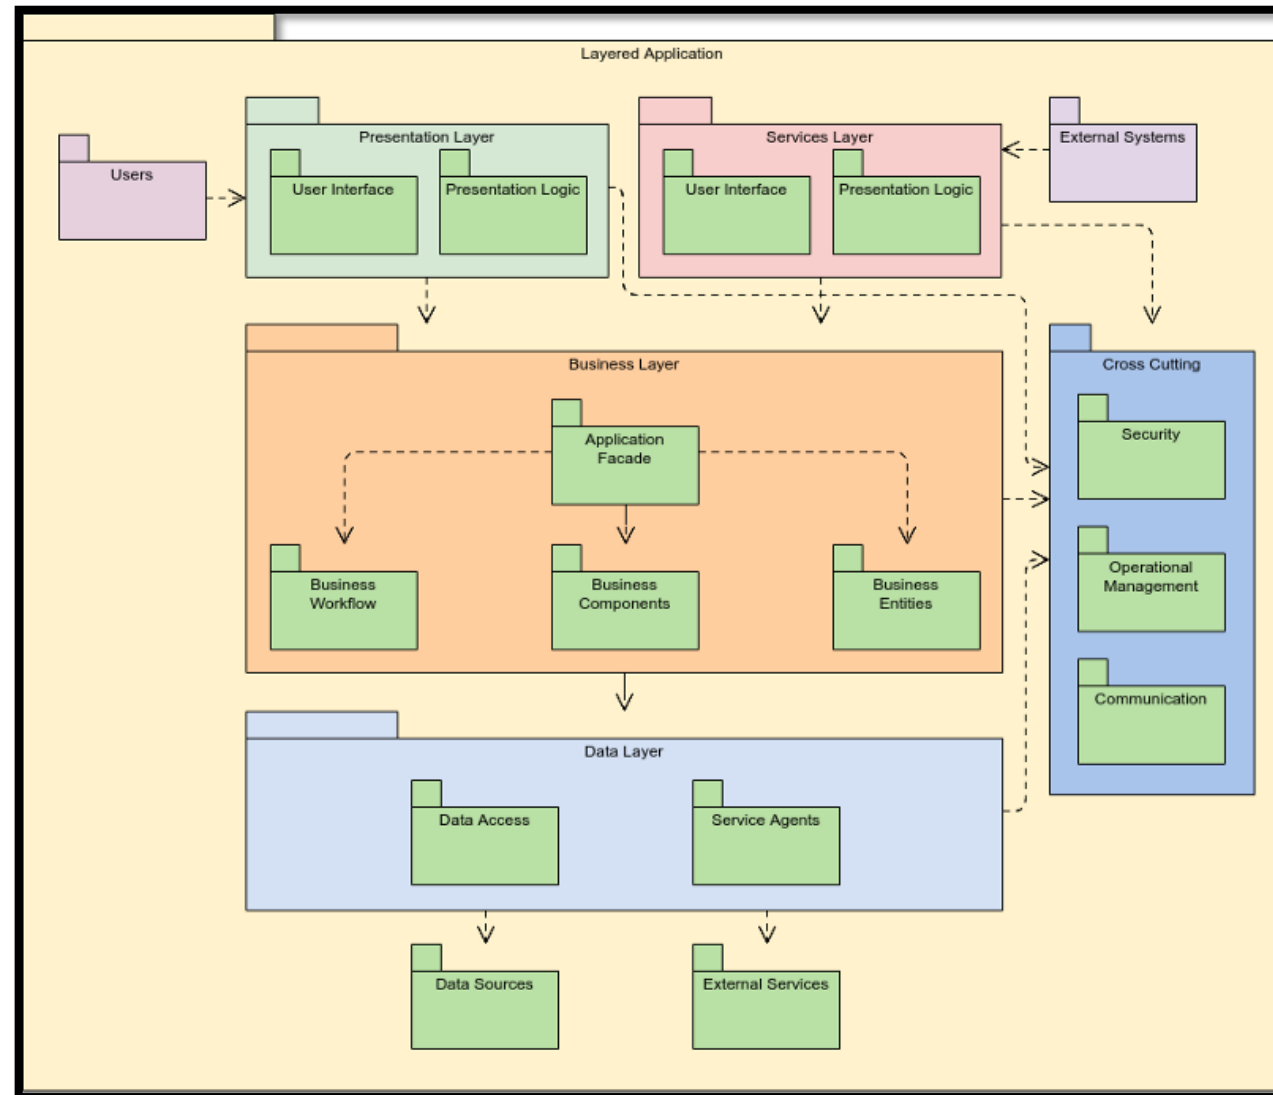 Layered Application
Presentation Layer
Services Layer
External Systems
Users
User Interface
Presentation Logic
User Interface
Presentation Logic
Business Layer
Cross Cutting
Application
Facade
Security
Business
Workflow
Business
Components
Business
Entities
Operational
Management
Communication
Data Layer
Data Access
Service Agents
Data Sources
External Services